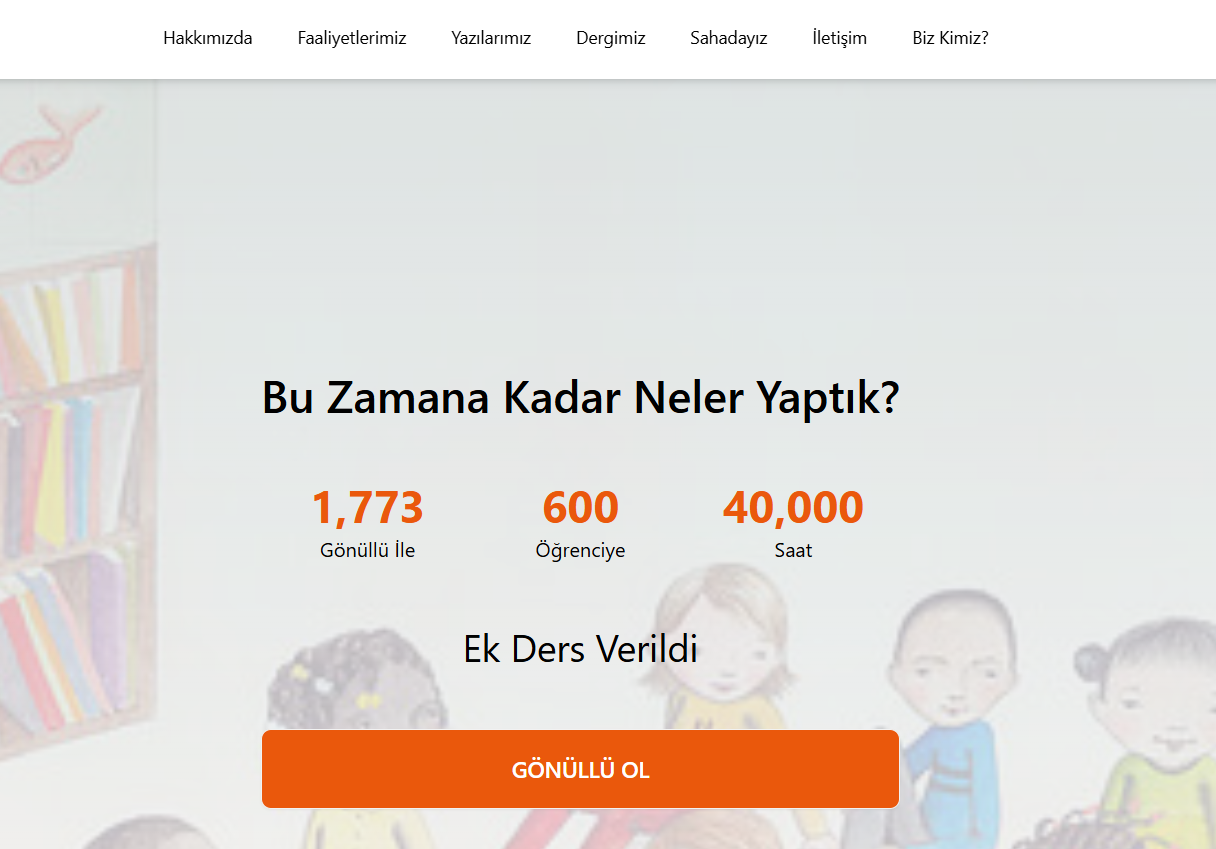 Hakkımızda Faaliyetlerimiz Yazılarımız Dergimiz Sahadayız İletişim Biz Kimiz?
Bu Zamana Kadar Neler Yaptık?
1,773 600 40,000
Gönüllü İle Öğrenciye Saat
Ek Ders Verildi
GÖNÜLLÜ OL